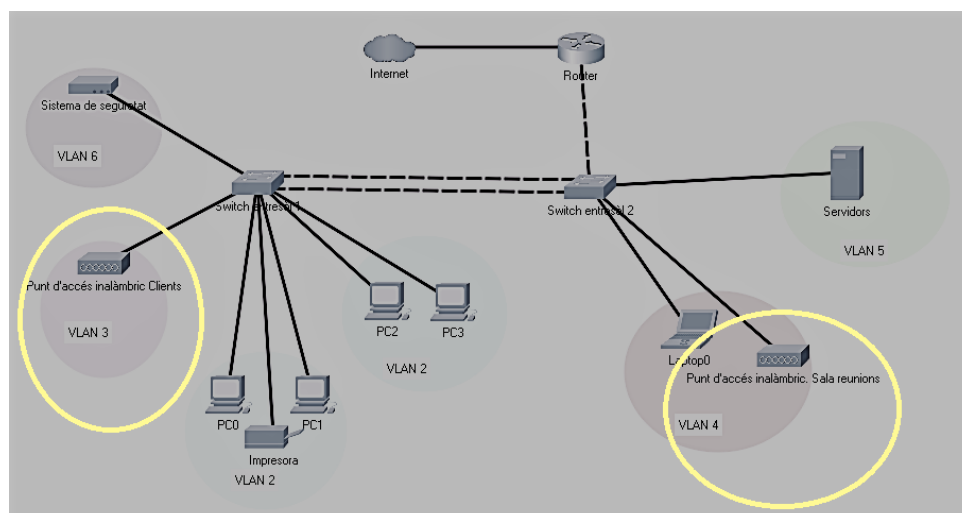 Internet
Router
Sistema de seguretat
VLAN 6
Switch entresòl 1
Switch entresòl 2
Servidors
VLAN 5
Punt d'accés inalàmbric Clients
VLAN 3
PC2
PC3
VLAN 2
Laptop0
Punt d'accés inalàmbric. Sala reunions
VLAN 4
PC0
PC1
Impresora
VLAN 2